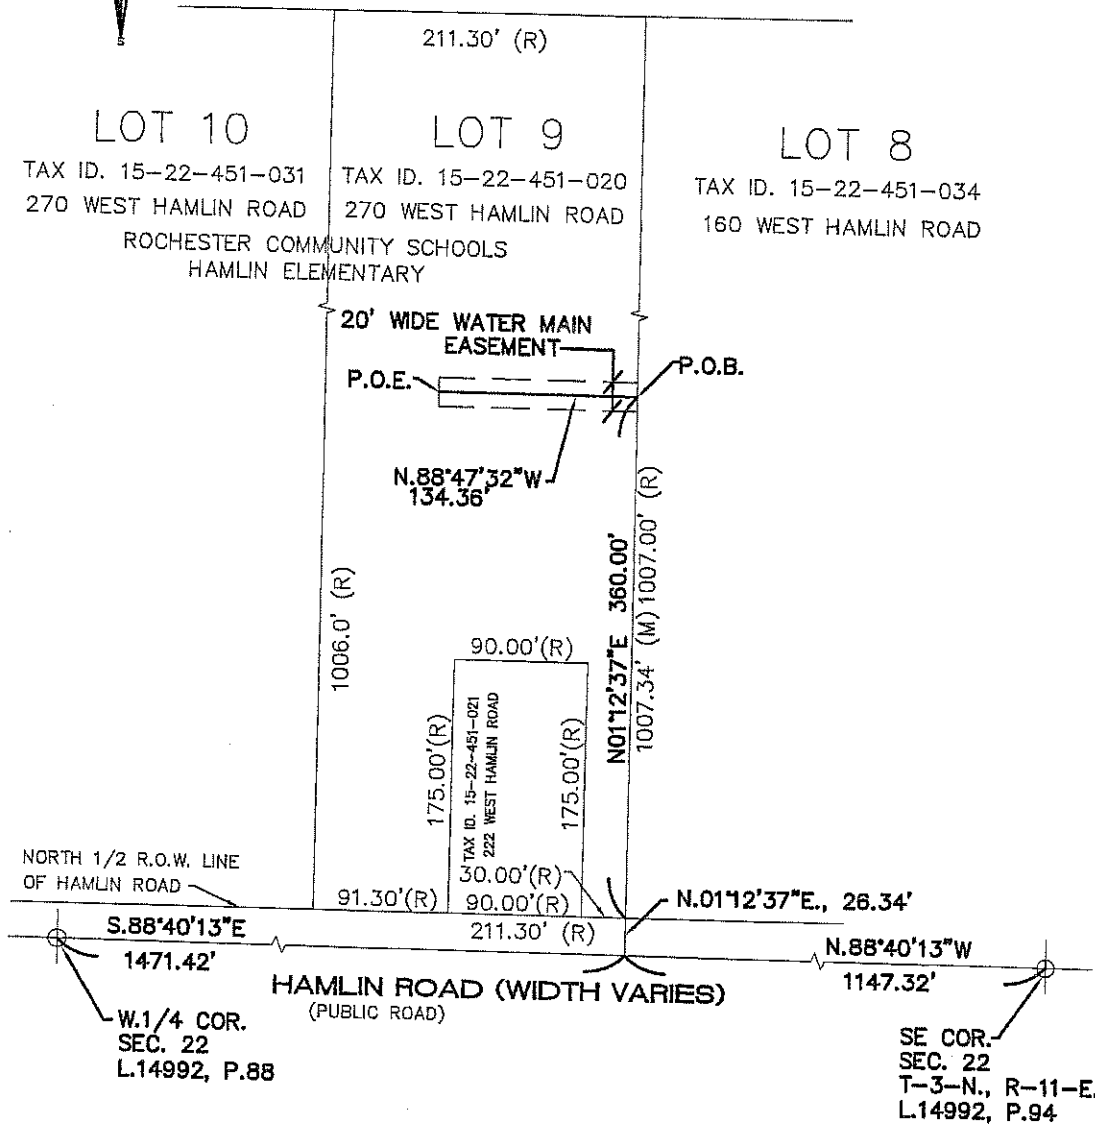 S
211.30' (R)
LOT 10
TAX ID. 15-22-451-031
270 WEST HAMLIN ROAD
LOT 9
TAX ID. 15-22-451-020
270 WEST HAMLIN ROAD
ROCHESTER COMMUNITY SCHOOLS
HAMLIN ELEMENTARY
LOT 8
TAX ID. 15-22-451-034
160 WEST HAMLIN ROAD
20' WIDE WATER MAIN
EASEMENT
P.O.E.
P.O.B.
N.88°47'32"W
134.36'
1006.0' (R)
N01°12'37"E 360.00'
1007.34' (M) 1007.00' (R)
90.00'(R)
175.00'(R)
TAX ID. 15-22-451-021
222 WEST HAMLIN ROAD
175.00'(R)
30.00'(R)
NORTH 1/2 R.O.W. LINE
OF HAMLIN ROAD
91.30'(R)
90.00'(R)
N.01°12'37"E., 26.34'
S.88°40'13"E
1471.42'
211.30' (R)
N.88°40'13"W
1147.32'
HAMLIN ROAD (WIDTH VARIES)
(PUBLIC ROAD)
W.1/4 COR.
SEC. 22
L.14992, P.88
SE COR.
SEC. 22
T-3-N., R-11-E.
L.14992, P.94